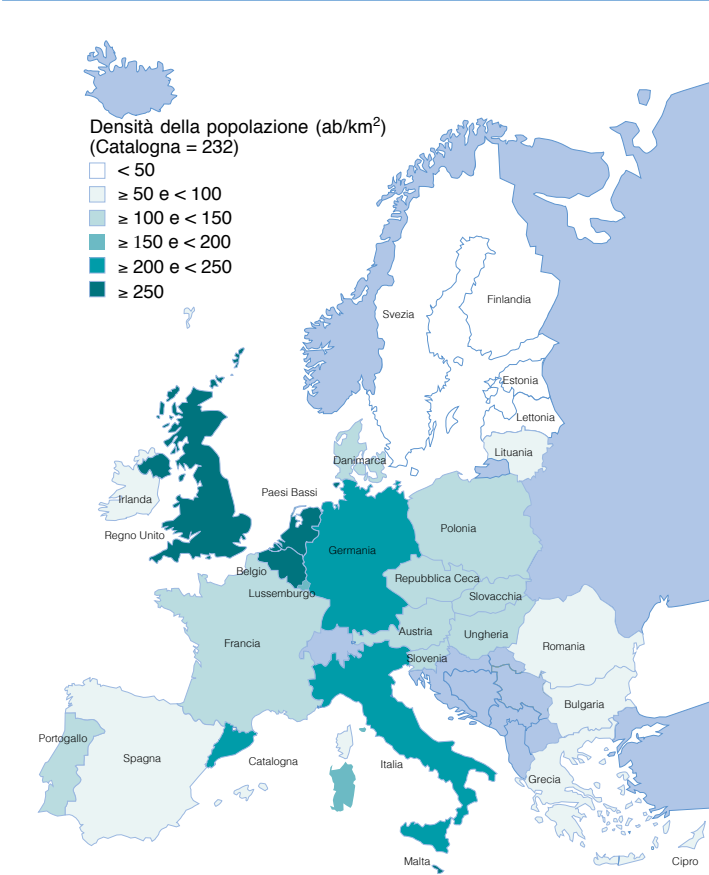 Densità della popolazione (ab/km²)
(Catalogna = 232)
< 50
≥ 50 e < 100
≥ 100 e < 150
≥ 150 e < 200
≥ 200 e < 250
≥ 250
Svezia
Finlandia
Estonia
Lettonia
Lituania
Danimarca
Irlanda
Paesi Bassi
Regno Unito
Polonia
Germania
Belgio
Repubblica Ceca
Lussemburgo
Slovacchia
Austria
Ungheria
Francia
Romania
Slovenia
Bulgaria
Portogallo
Spagna
Catalogna
Italia
Grecia
Malta
Cipro